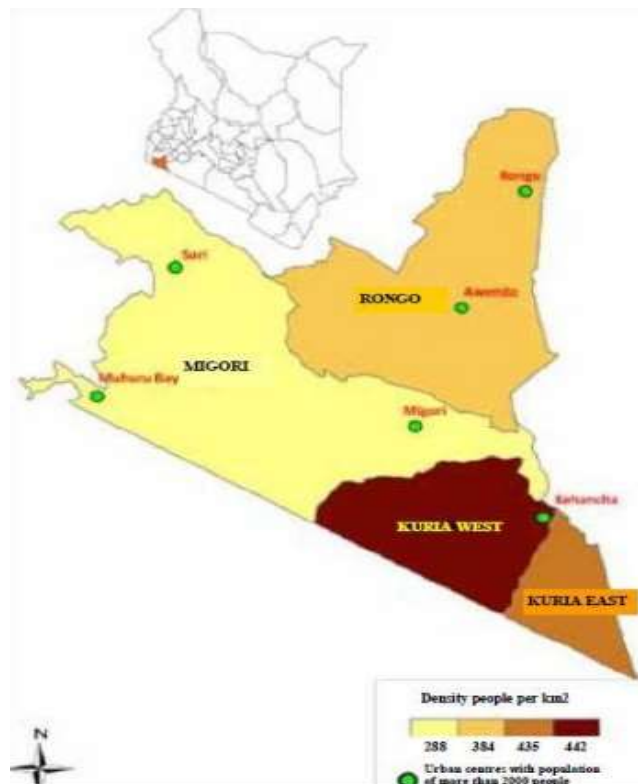 Rongo
Suri
Awendo
RONGO
MIGORI
Muhuru Bay
Migori
Kehancha
KURIA WEST
KURIA EAST
Density people per km2
288 384 435 442
N
Urban centres with population
of more than 2000 people